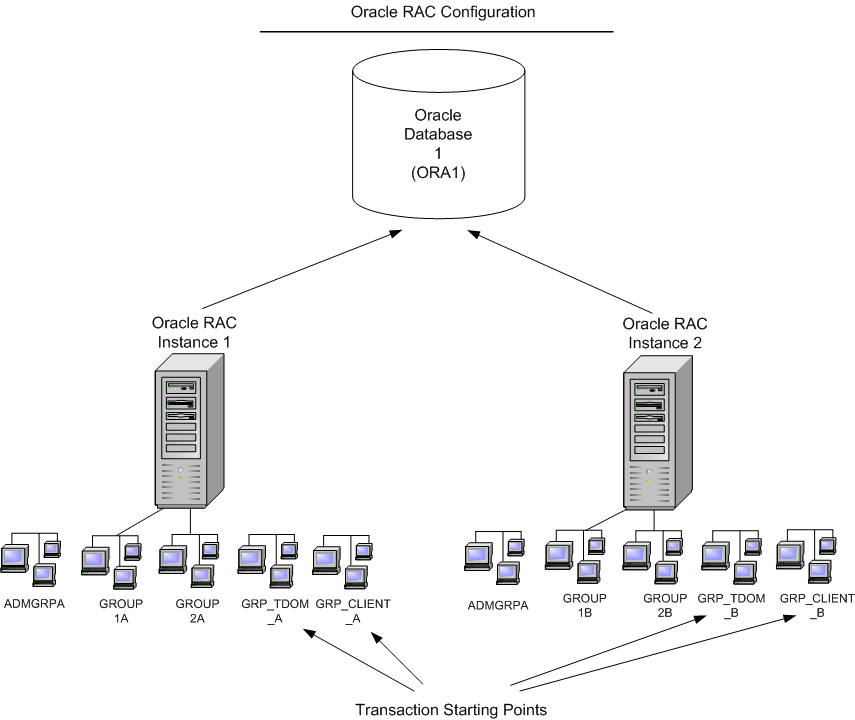 Oracle RAC Configuration
Oracle
Database
1
(ORA1)
Oracle RAC
Instance 1
Oracle RAC
Instance 2
ADMGRPA
GROUP
1A
GROUP
2A
GRP_TDOM
_A
GRP_CLIENT
_A
ADMGRPA
GROUP
1B
GROUP
2B
GRP_TDOM
_B
GRP_CLIENT
_B
Transaction Starting Points